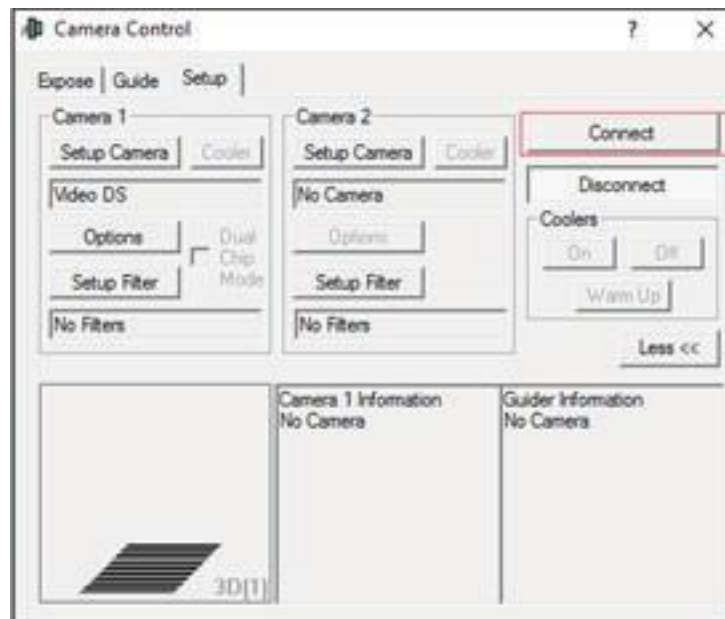 Camera Control
? X
Expose Guide Setup
Camera 1
Setup Camera Cooler
Video DS
Options
Dual Chip Mode
Setup Filter
No Filters
Camera 2
Setup Camera Cooler
No Camera
Options
Setup Filter
No Filters
Connect
Disconnect
Coolers
On Off
Warm Up
Less <<
3D[1]
Camera 1 Information
No Camera
Guider Information
No Camera